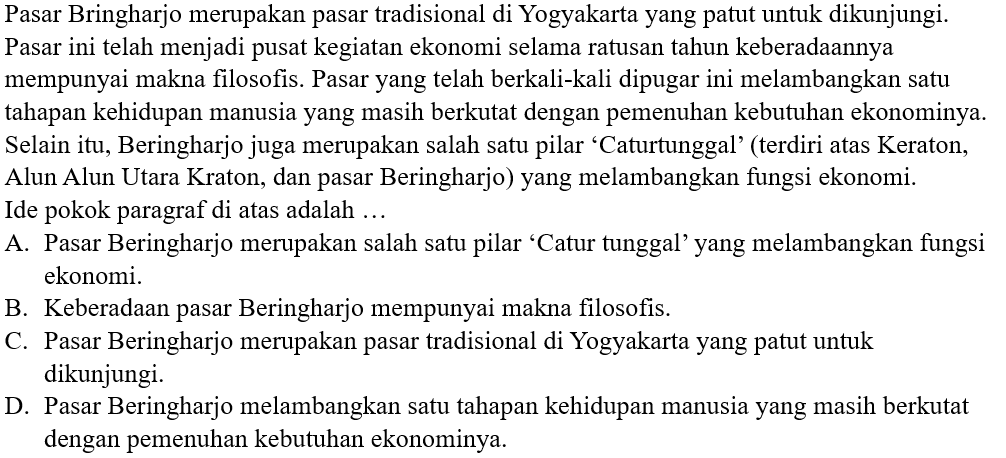 Pasar Bringharjo merupakan pasar tradisional di Yogyakarta yang patut untuk dikunjungi.
Pasar ini telah menjadi pusat kegiatan ekonomi selama ratusan tahun keberadaannya
mempunyai makna filosofis. Pasar yang telah berkali-kali dipugar ini melambangkan satu
tahapan kehidupan manusia yang masih berkutat dengan pemenuhan kebutuhan ekonominya.
Selain itu, Beringharjo juga merupakan salah satu pilar ‘Caturtunggal’ (terdiri atas Keraton,
Alun Alun Utara Kraton, dan pasar Beringharjo) yang melambangkan fungsi ekonomi.
Ide pokok paragraf di atas adalah …
A. Pasar Beringharjo merupakan salah satu pilar ‘Catur tunggal’ yang melambangkan fungsi
ekonomi.
B. Keberadaan pasar Beringharjo mempunyai makna filosofis.
C. Pasar Beringharjo merupakan pasar tradisional di Yogyakarta yang patut untuk
dikunjungi.
D. Pasar Beringharjo melambangkan satu tahapan kehidupan manusia yang masih berkutat
dengan pemenuhan kebutuhan ekonominya.